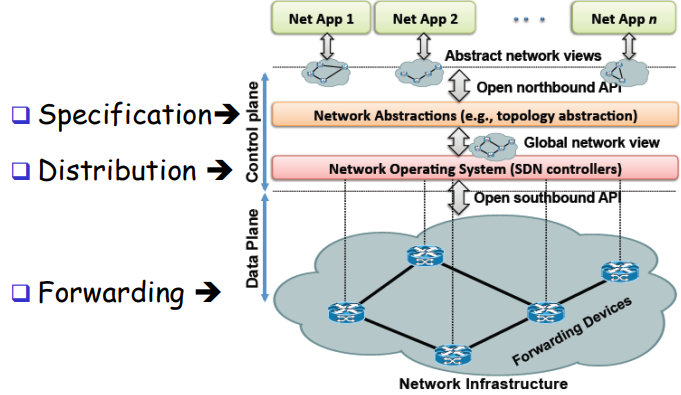 Net App 1
Net App 2
. . .
Net App n
Abstract network views
Open northbound API
Control plane
❑ Specification➔
Network Abstractions (e.g., topology abstraction)
Global network view
❑ Distribution ➔
Network Operating System (SDN controllers)
Open southbound API
Data Plane
❑ Forwarding ➔
Forwarding Devices
Network Infrastructure